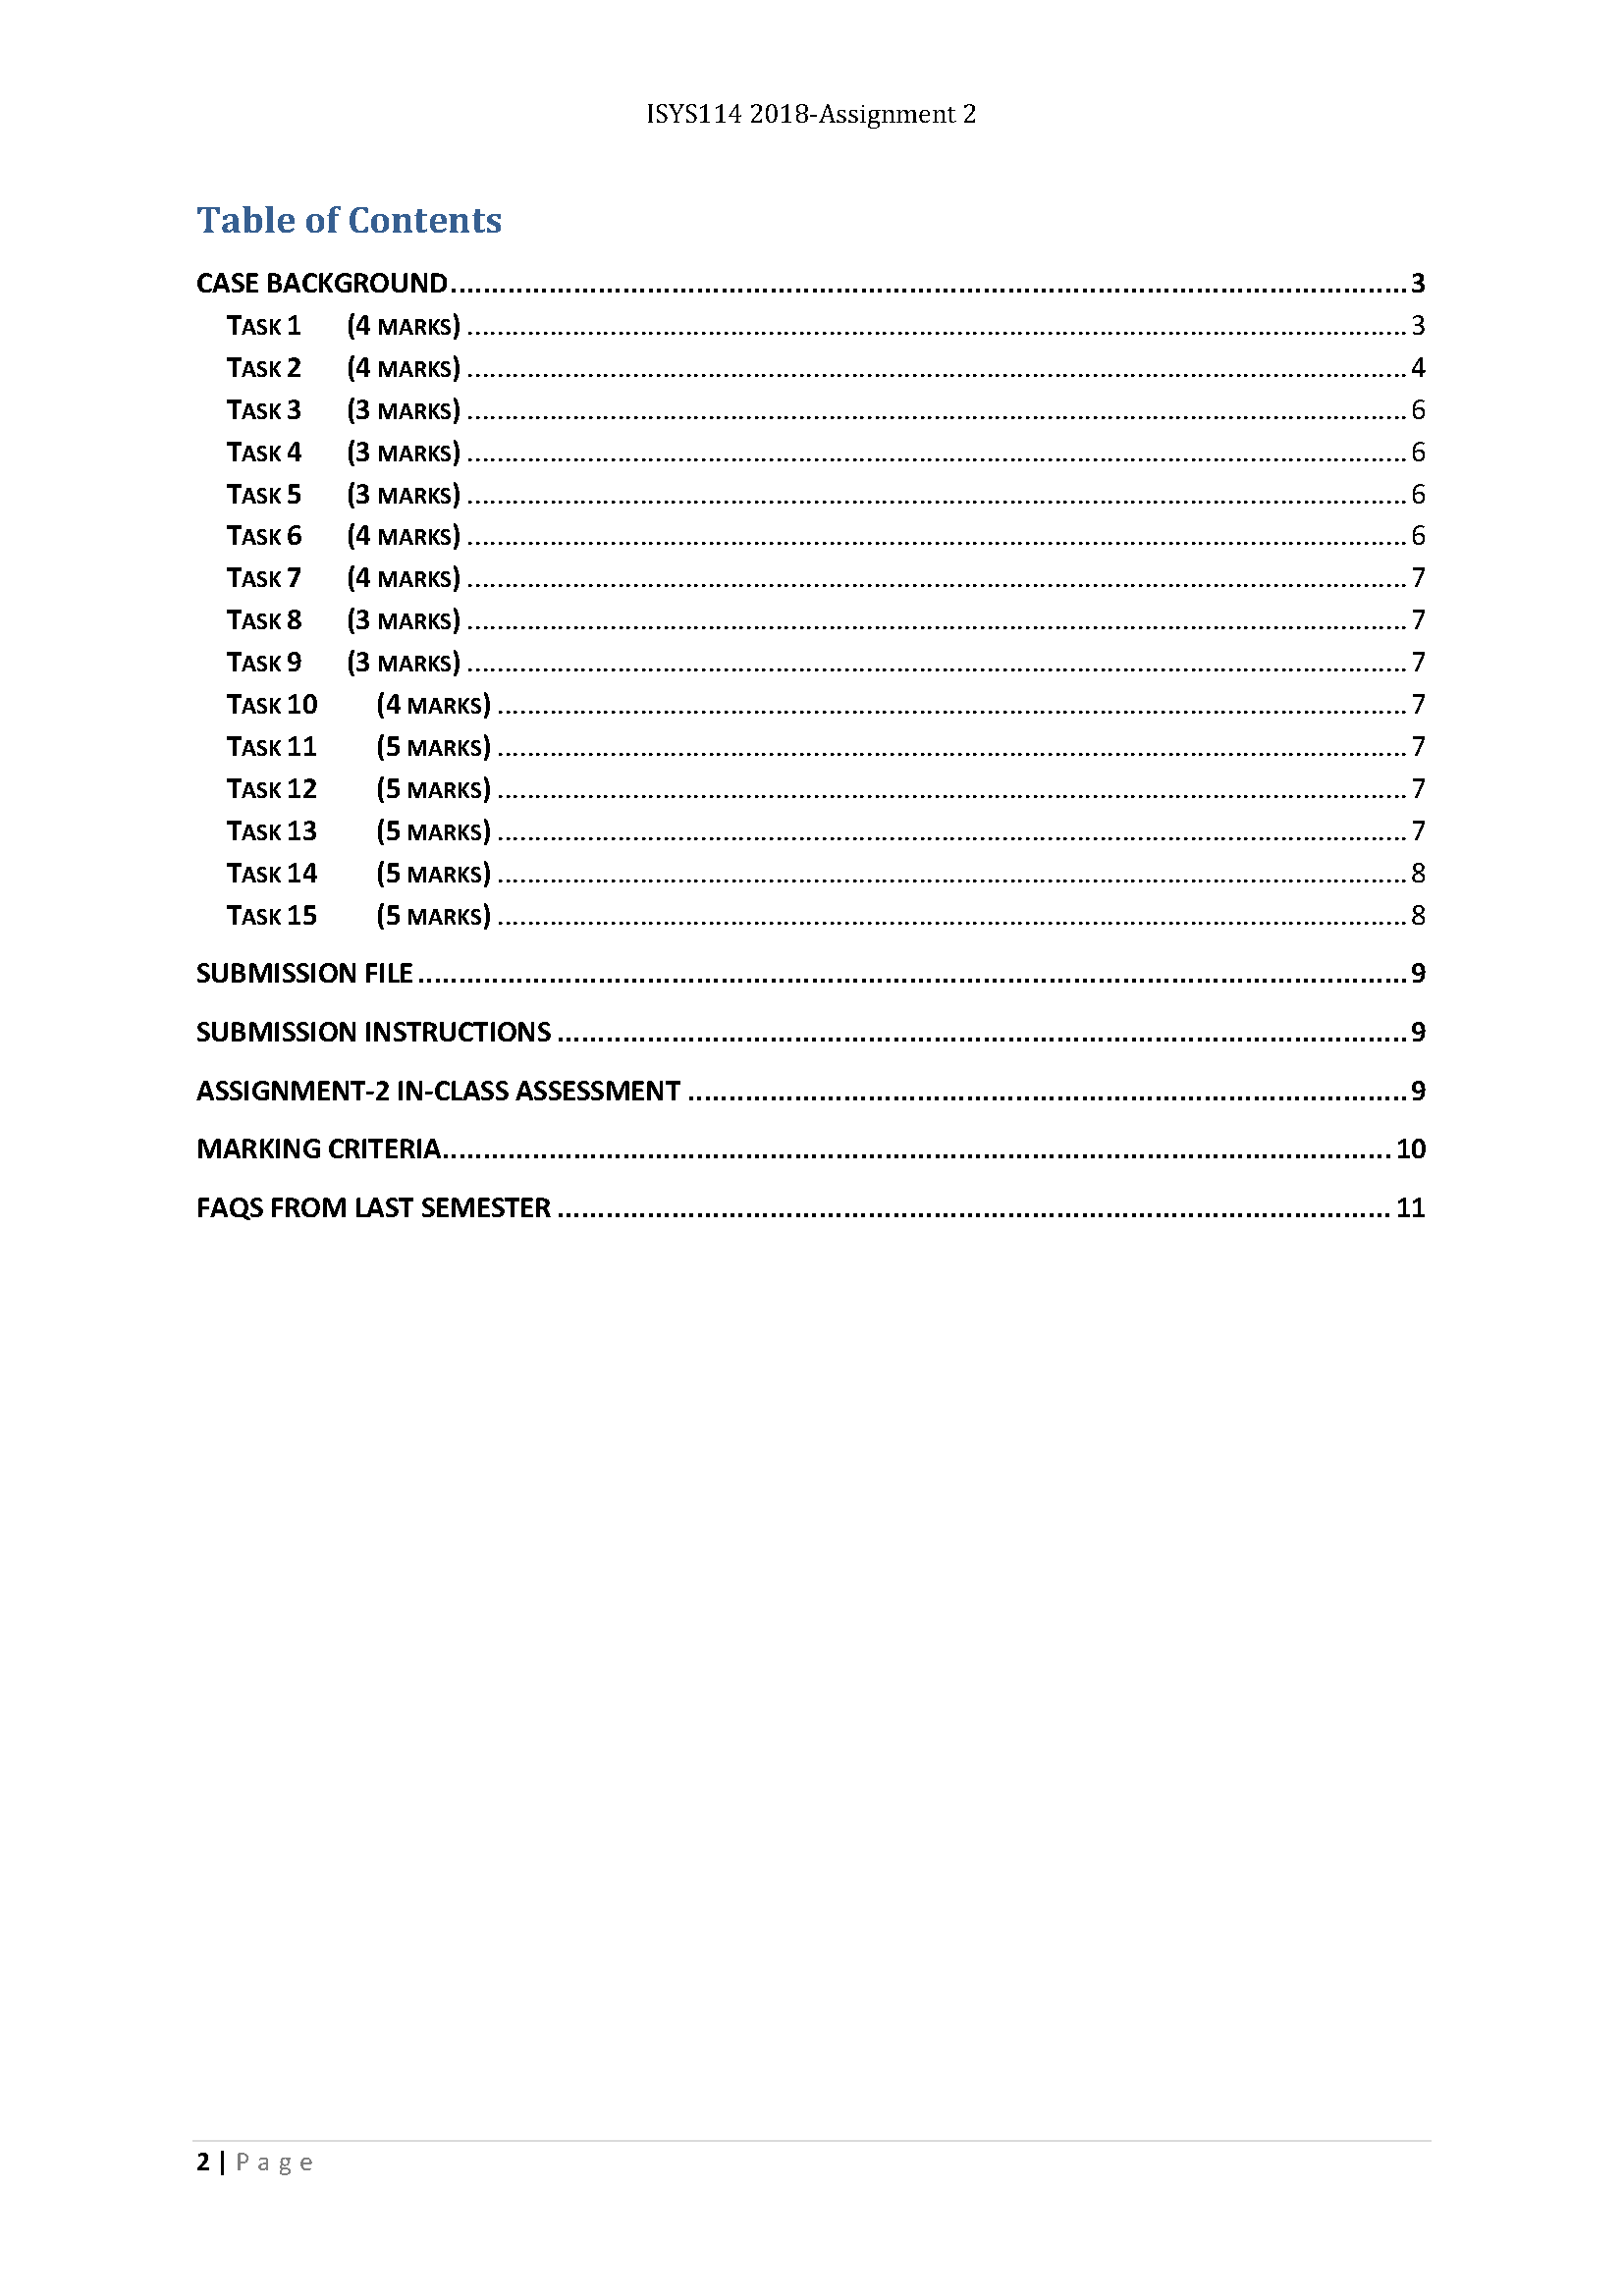 ISYS114 2018-Assignment 2
Table of Contents
CASE BACKGROUND........................................................................................................................3
TASK 1 (4 MARKS)........................................................................................................................3
TASK 2 (4 MARKS)........................................................................................................................4
TASK 3 (3 MARKS)........................................................................................................................6
TASK 4 (3 MARKS)........................................................................................................................6
TASK 5 (3 MARKS)........................................................................................................................6
TASK 6 (4 MARKS)........................................................................................................................6
TASK 7 (4 MARKS)........................................................................................................................7
TASK 8 (3 MARKS)........................................................................................................................7
TASK 9 (3 MARKS)........................................................................................................................7
TASK 10 (4 MARKS)........................................................................................................................7
TASK 11 (5 MARKS)........................................................................................................................7
TASK 12 (5 MARKS)........................................................................................................................7
TASK 13 (5 MARKS)........................................................................................................................7
TASK 14 (5 MARKS)........................................................................................................................8
TASK 15 (5 MARKS)........................................................................................................................8
SUBMISSION FILE........................................................................................................................9
SUBMISSION INSTRUCTIONS........................................................................................................................9
ASSIGNMENT-2 IN-CLASS ASSESSMENT........................................................................................................................9
MARKING CRITERIA........................................................................................................................10
FAQS FROM LAST SEMESTER........................................................................................................................11
2 | P a g e